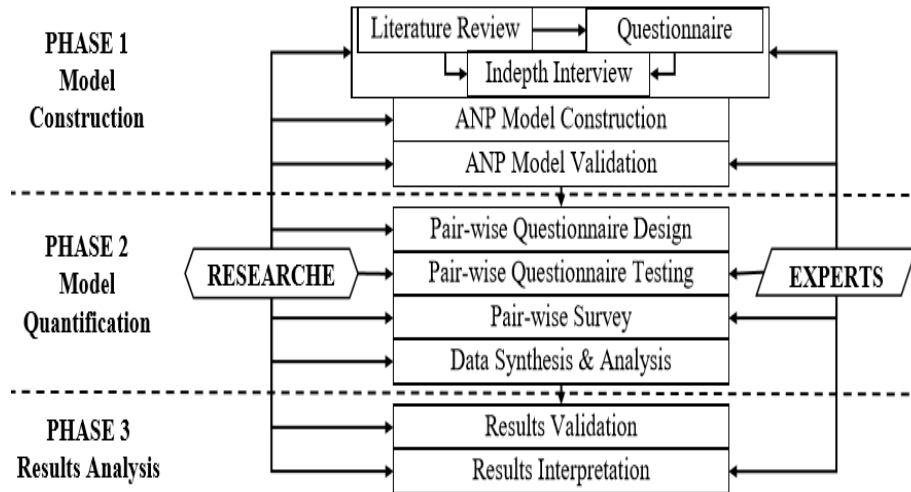 PHASE 1
Model
Construction
Literature Review
Questionnaire
Indepth Interview
ANP Model Construction
ANP Model Validation
PHASE 2
Model
Quantification
RESEARCHE
Pair-wise Questionnaire Design
Pair-wise Questionnaire Testing
Pair-wise Survey
Data Synthesis & Analysis
EXPERTS
PHASE 3
Results Analysis
Results Validation
Results Interpretation